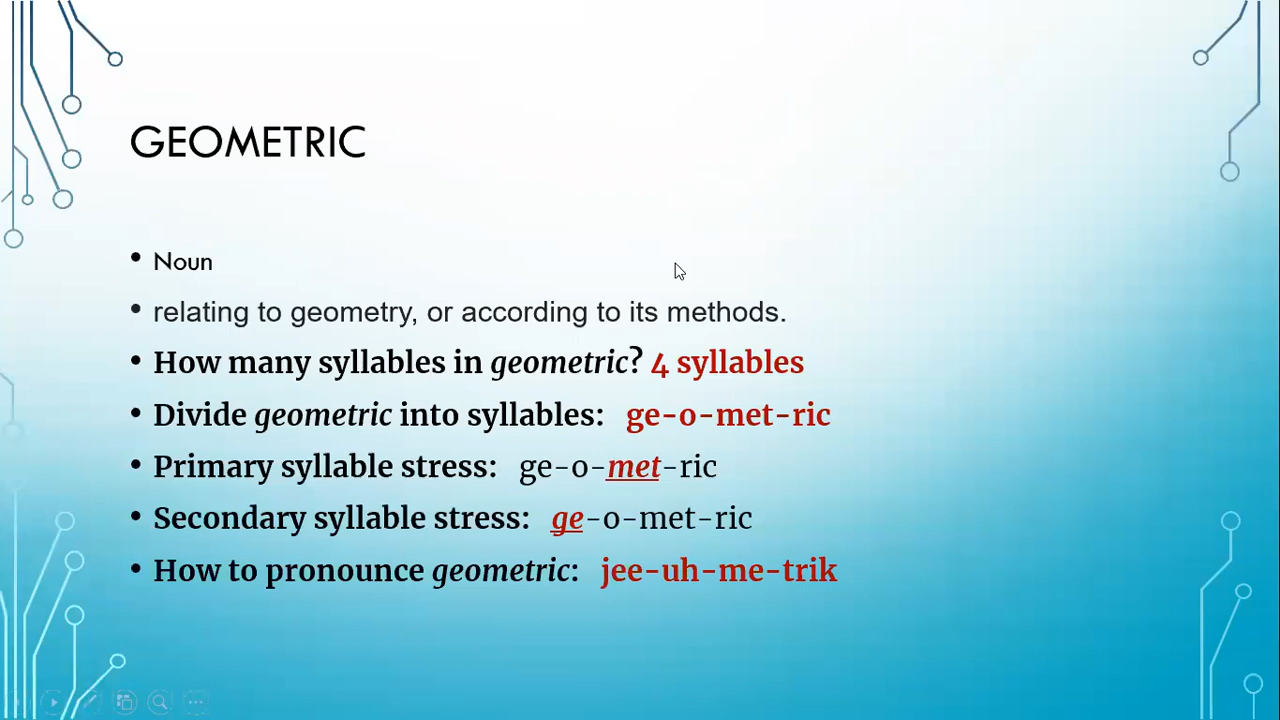 GEOMETRIC
• Noun
• relating to geometry, or according to its methods.
• How many syllables in geometric? 4 syllables
• Divide geometric into syllables: ge-o-met-ric
• Primary syllable stress: ge-o-met-ric
• Secondary syllable stress: ge-o-met-ric
• How to pronounce geometric: jee-uh-me-trik